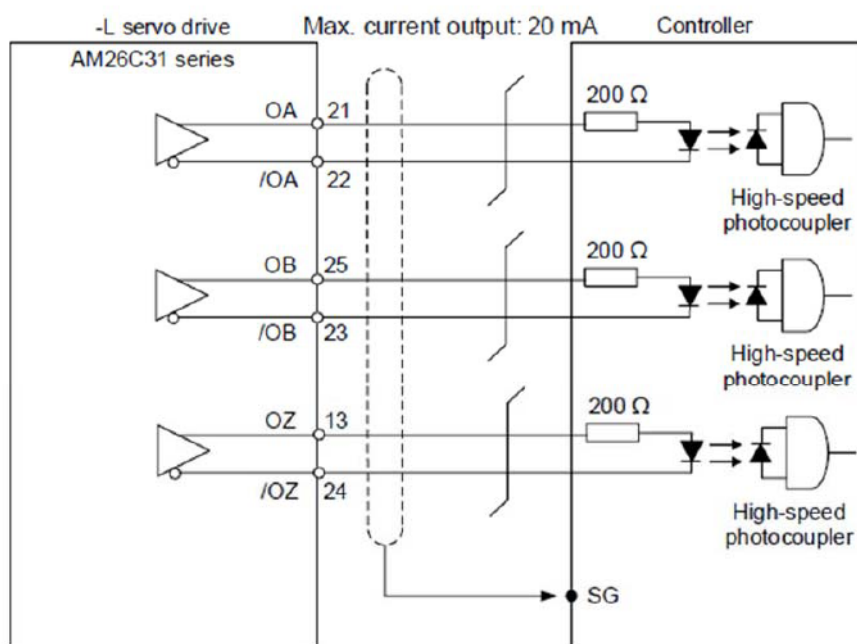 -L servo drive
Max. current output: 20 mA
Controller
AM26C31 series
OA
21
200 Ω
/OA
22
High-speed
photocoupler
OB
25
200 Ω
/OB
23
High-speed
photocoupler
OZ
13
200 Ω
/OZ
24
High-speed
photocoupler
SG